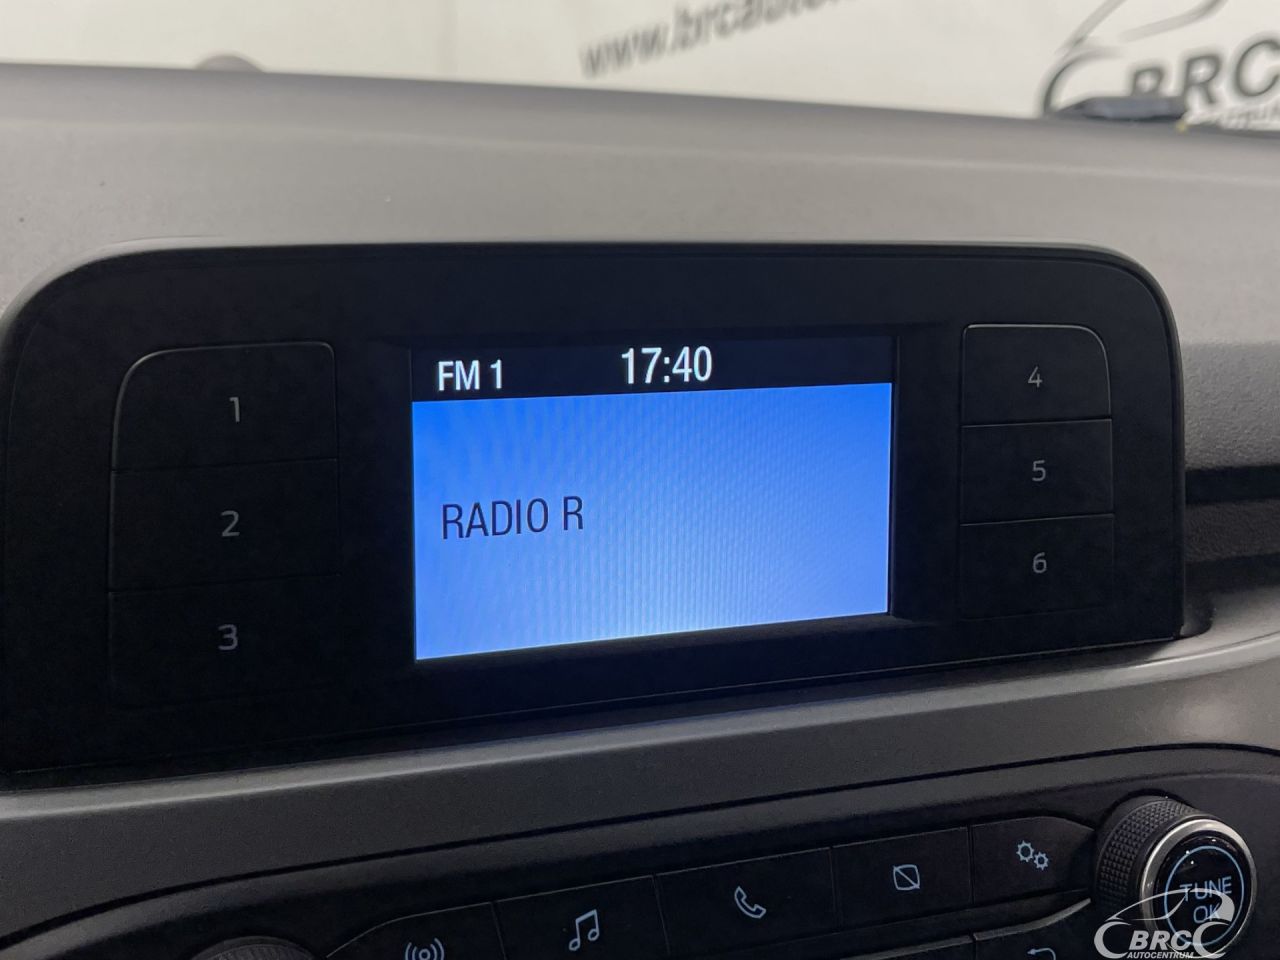 www.brcauto
BRC
FM 1 17:40
RADIO R
1
2
3
4
5
6
TUNE
OK
BRC
AUTOCENTRUM